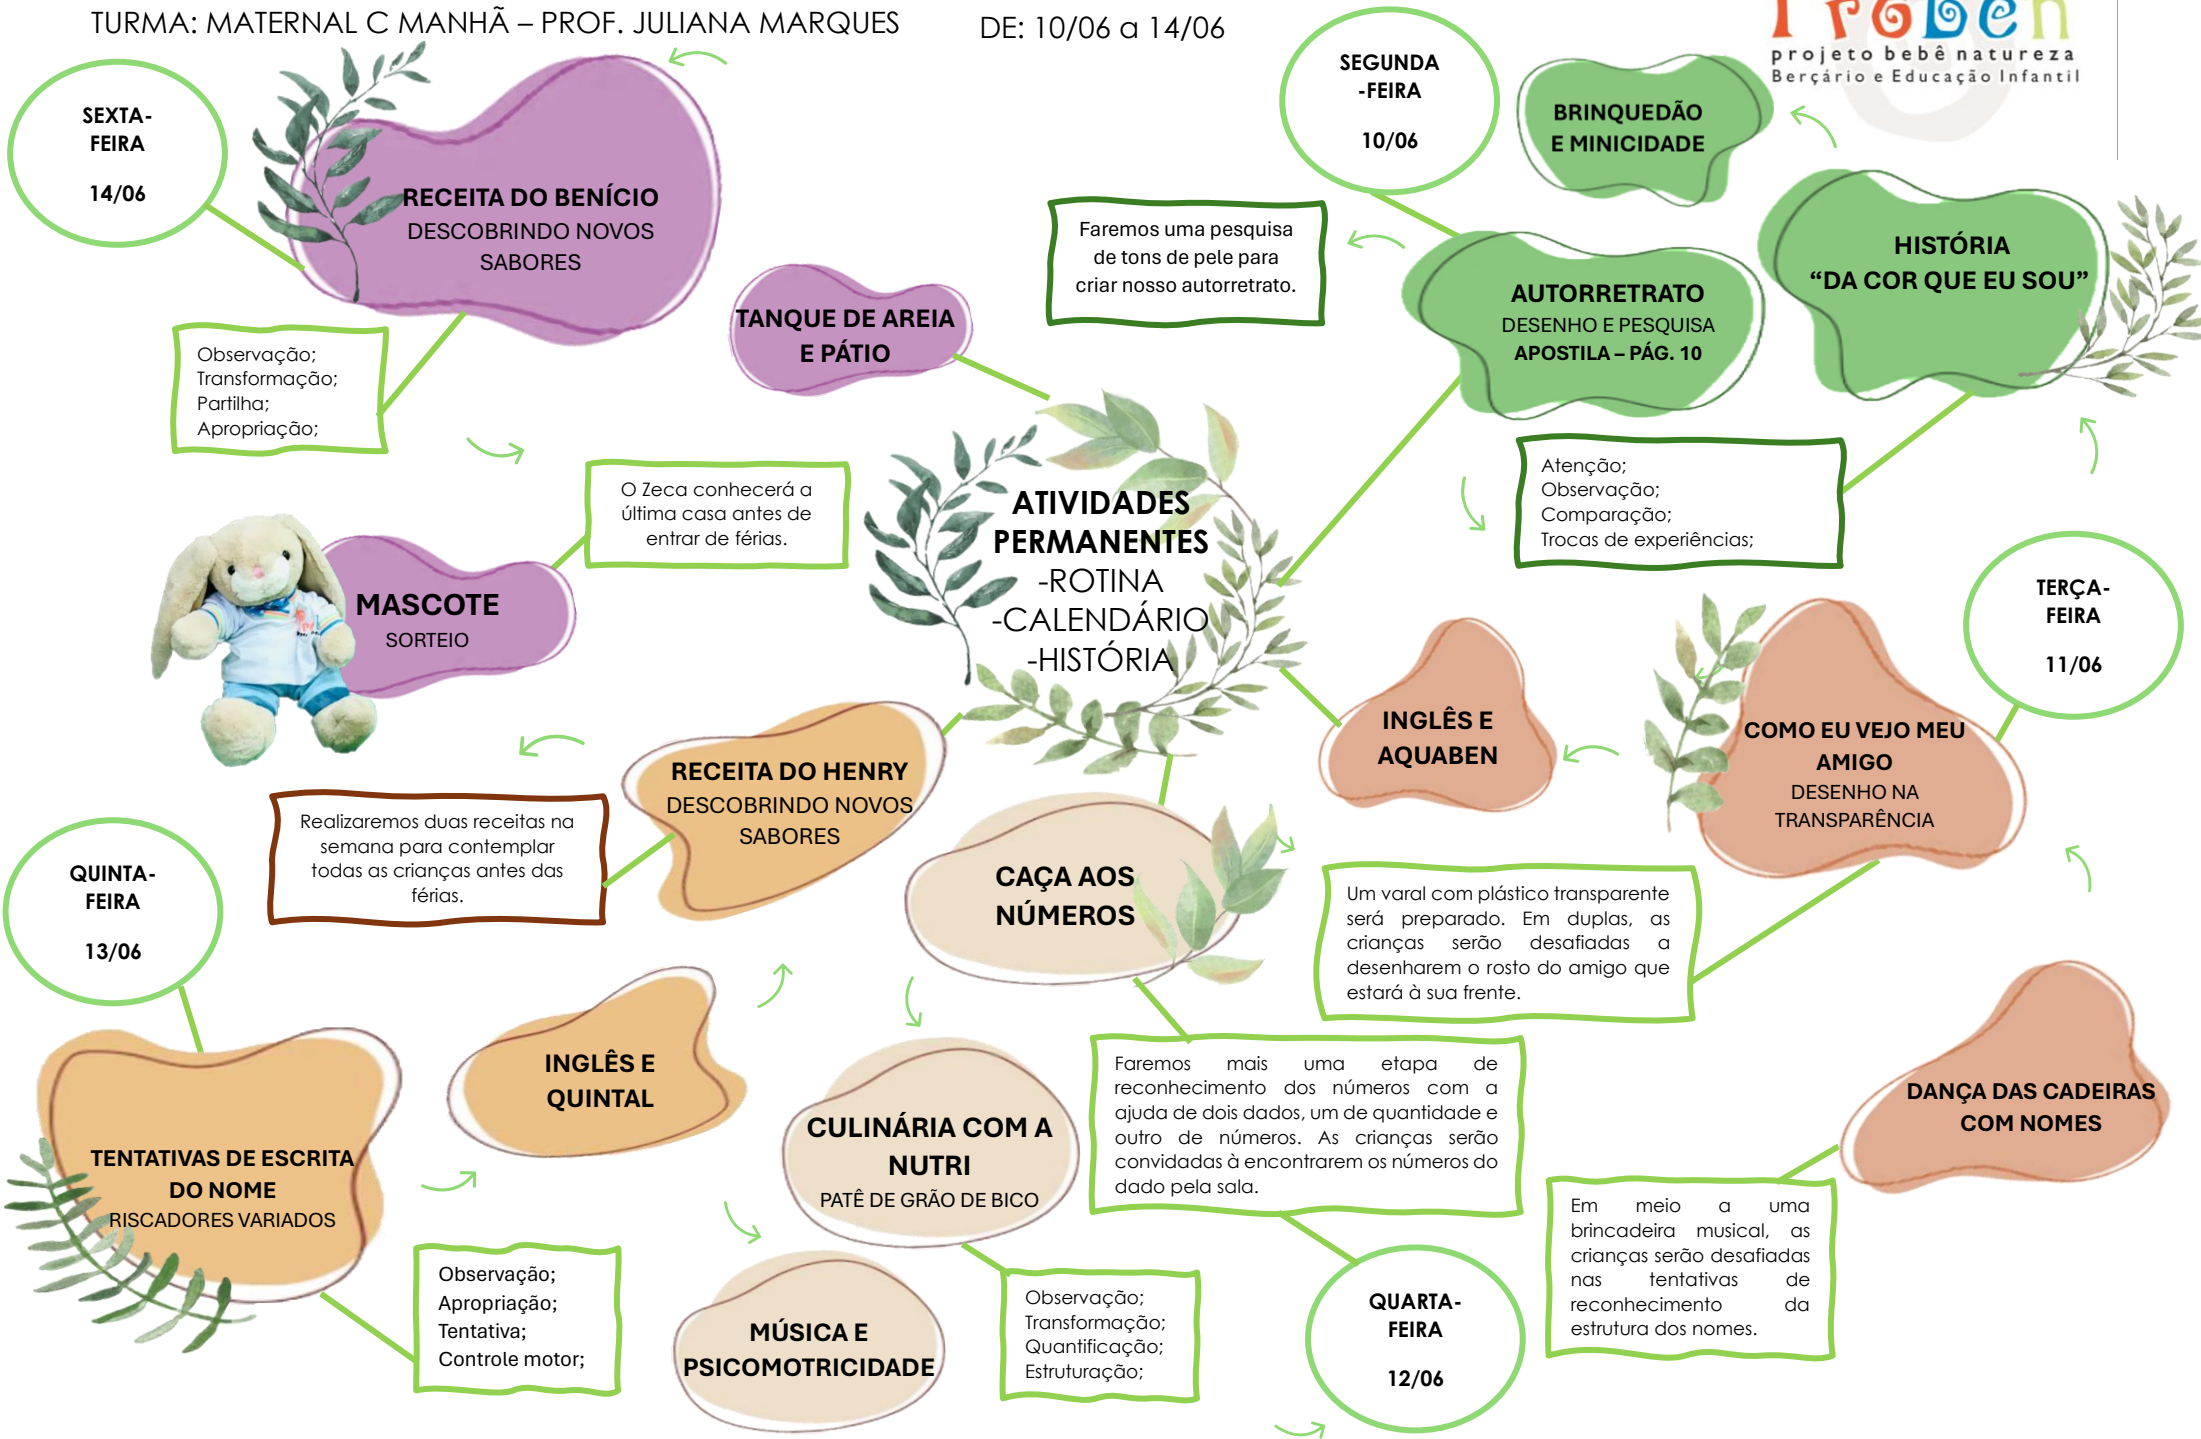 TURMA: MATERNAL C MANHÃ – PROF. JULIANA MARQUES
DE: 10/06 a 14/06
PROBEN
projeto bebê natureza
Berçário e Educação Infantil
SEGUNDA
-FEIRA
10/06
BRINQUEDÃO
E MINICIDADE
HISTÓRIA
“DA COR QUE EU SOU”
Faremos uma pesquisa
de tons de pele para
criar nosso autorretrato.
AUTORRETRATO
DESENHO E PESQUISA
APOSTILA – PÁG. 10
Atenção;
Observação;
Comparação;
Trocas de experiências;
SEXTA-
FEIRA
14/06
RECEITA DO BENÍCIO
DESCOBRINDO NOVOS
SABORES
TANQUE DE AREIA
E PÁTIO
Observação;
Transformação;
Partilha;
Apropriação;
O Zeca conhecerá a
última casa antes de
entrar de férias.
MASCOTE
SORTEIO
ATIVIDADES
PERMANENTES
-ROTINA
-CALENDÁRIO
-HISTÓRIA
TERÇA-
FEIRA
11/06
INGLÊS E
AQUABEN
COMO EU VEJO MEU
AMIGO
DESENHO NA
TRANSPARÊNCIA
Um varal com plástico transparente
será preparado. Em duplas, as
crianças serão desafiadas a
desenharem o rosto do amigo que
estará à sua frente.
DANÇA DAS CADEIRAS
COM NOMES
Em meio a uma
brincadeira musical, as
crianças serão desafiadas
nas tentativas de
reconhecimento da
estrutura dos nomes.
RECEITA DO HENRY
DESCOBRINDO NOVOS
SABORES
Realizaremos duas receitas na
semana para contemplar
todas as crianças antes das
férias.
QUINTA-
FEIRA
13/06
INGLÊS E
QUINTAL
TENTATIVAS DE ESCRITA
DO NOME
RISCADORES VARIADOS
Observação;
Apropriação;
Tentativa;
Controle motor;
CAÇA AOS
NÚMEROS
Faremos mais uma etapa de
reconhecimento dos números com a
ajuda de dois dados, um de quantidade e
outro de números. As crianças serão
convidadas à encontrarem os números do
dado pela sala.
CULINÁRIA COM A
NUTRI
PATÊ DE GRÃO DE BICO
Observação;
Transformação;
Quantificação;
Estruturação;
MÚSICA E
PSICOMOTRICIDADE
QUARTA-
FEIRA
12/06